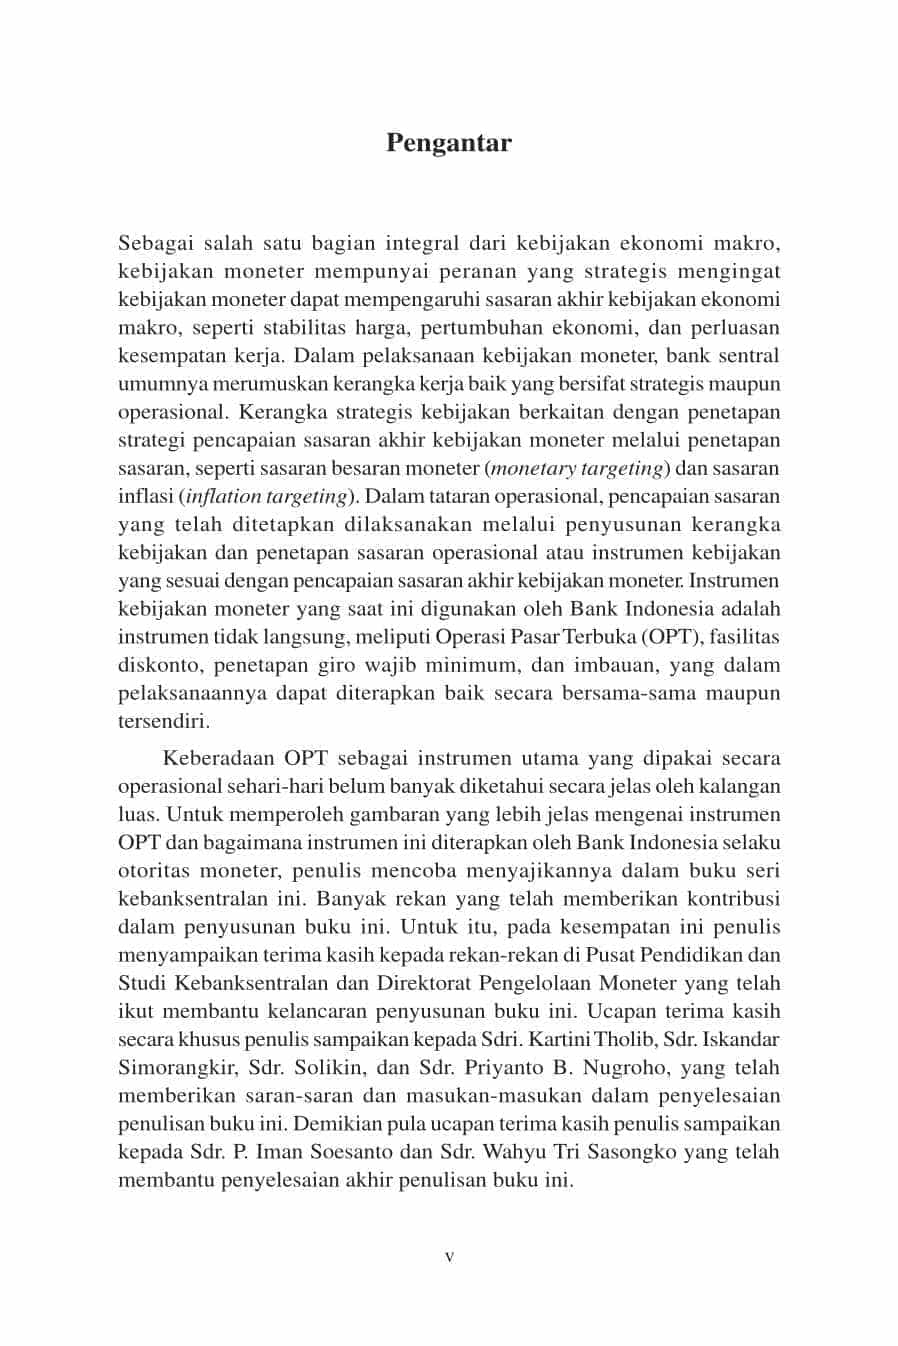 Pengantar
Sebagai salah satu bagian integral dari kebijakan ekonomi makro,
kebijakan moneter mempunyai peranan yang strategis mengingat
kebijakan moneter dapat mempengaruhi sasaran akhir kebijakan ekonomi
makro, seperti stabilitas harga, pertumbuhan ekonomi, dan perluasan
kesempatan kerja. Dalam pelaksanaan kebijakan moneter, bank sentral
umumnya merumuskan kerangka kerja baik yang bersifat strategis maupun
operasional. Kerangka strategis kebijakan berkaitan dengan penetapan
strategi pencapaian sasaran akhir kebijakan moneter melalui penetapan
sasaran, seperti sasaran besaran moneter (monetary targeting) dan sasaran
inflasi (inflation targeting). Dalam tataran operasional, pencapaian sasaran
yang telah ditetapkan dilaksanakan melalui penyusunan kerangka
kebijakan dan penetapan sasaran operasional atau instrumen kebijakan
yang sesuai dengan pencapaian sasaran akhir kebijakan moneter. Instrumen
kebijakan moneter yang saat ini digunakan oleh Bank Indonesia adalah
instrumen tidak langsung, meliputi Operasi Pasar Terbuka (OPT), fasilitas
diskonto, penetapan giro wajib minimum, dan imbauan, yang dalam
pelaksanaannya dapat diterapkan baik secara bersama-sama maupun
tersendiri.
Keberadaan OPT sebagai instrumen utama yang dipakai secara
operasional sehari-hari belum banyak diketahui secara jelas oleh kalangan
luas. Untuk memperoleh gambaran yang lebih jelas mengenai instrumen
OPT dan bagaimana instrumen ini diterapkan oleh Bank Indonesia selaku
otoritas moneter, penulis mencoba menyajikannya dalam buku seri
kebanksentralan ini. Banyak rekan yang telah memberikan kontribusi
dalam penyusunan buku ini. Untuk itu, pada kesempatan ini penulis
menyampaikan terima kasih kepada rekan-rekan di Pusat Pendidikan dan
Studi Kebanksentralan dan Direktorat Pengelolaan Moneter yang telah
ikut membantu kelancaran penyusunan buku ini. Ucapan terima kasih
secara khusus penulis sampaikan kepada Sdri. Kartini Tholib, Sdr. Iskandar
Simorangkir, Sdr. Solikin, dan Sdr. Priyanto B. Nugroho, yang telah
memberikan saran-saran dan masukan-masukan dalam penyelesaian
penulisan buku ini. Demikian pula ucapan terima kasih penulis sampaikan
kepada Sdr. P. Iman Soesanto dan Sdr. Wahyu Tri Sasongko yang telah
membantu penyelesaian akhir penulisan buku ini.
v